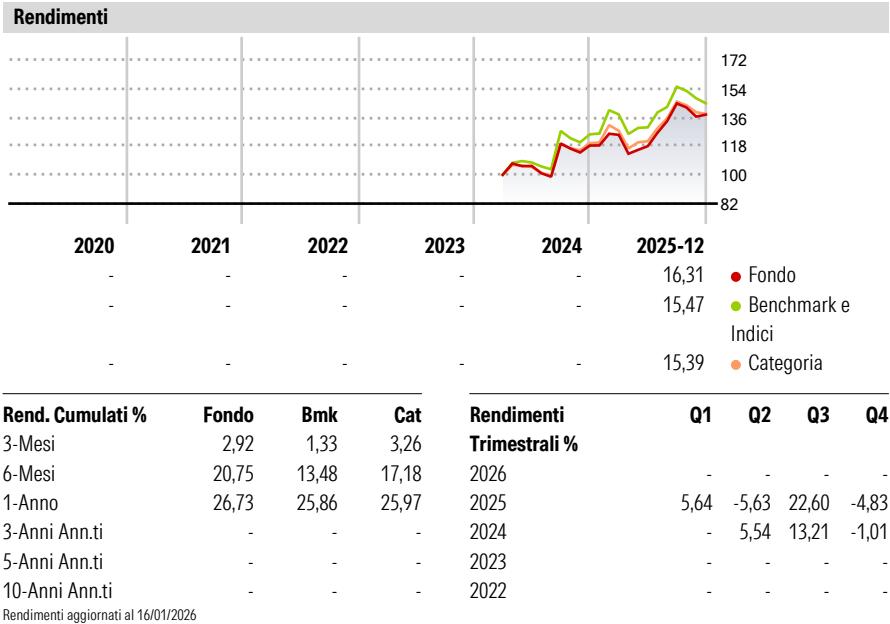 Rendimenti
172
154
136
118
100
82
2020 2021 2022 2023 2024 2025-12
- - - - - 16,31 Fondo
- - - - - 15,47 Benchmark e
Indici
- - - - - 15,39 Categoria
Rend. Cumulati % Fondo Bmk Cat
3-Mesi 2,92 1,33 3,26
6-Mesi 20,75 13,48 17,18
1-Anno 26,73 25,86 25,97
3-Anni Ann.ti - - -
5-Anni Ann.ti - - -
10-Anni Ann.ti - - -
Rendimenti Q1 Q2 Q3 Q4
Trimestrali %
2026 - - - -
2025 5,64 -5,63 22,60 -4,83
2024 - 5,54 13,21 -1,01
2023 - - - -
2022 - - - -
Rendimenti aggiornati al 16/01/2026